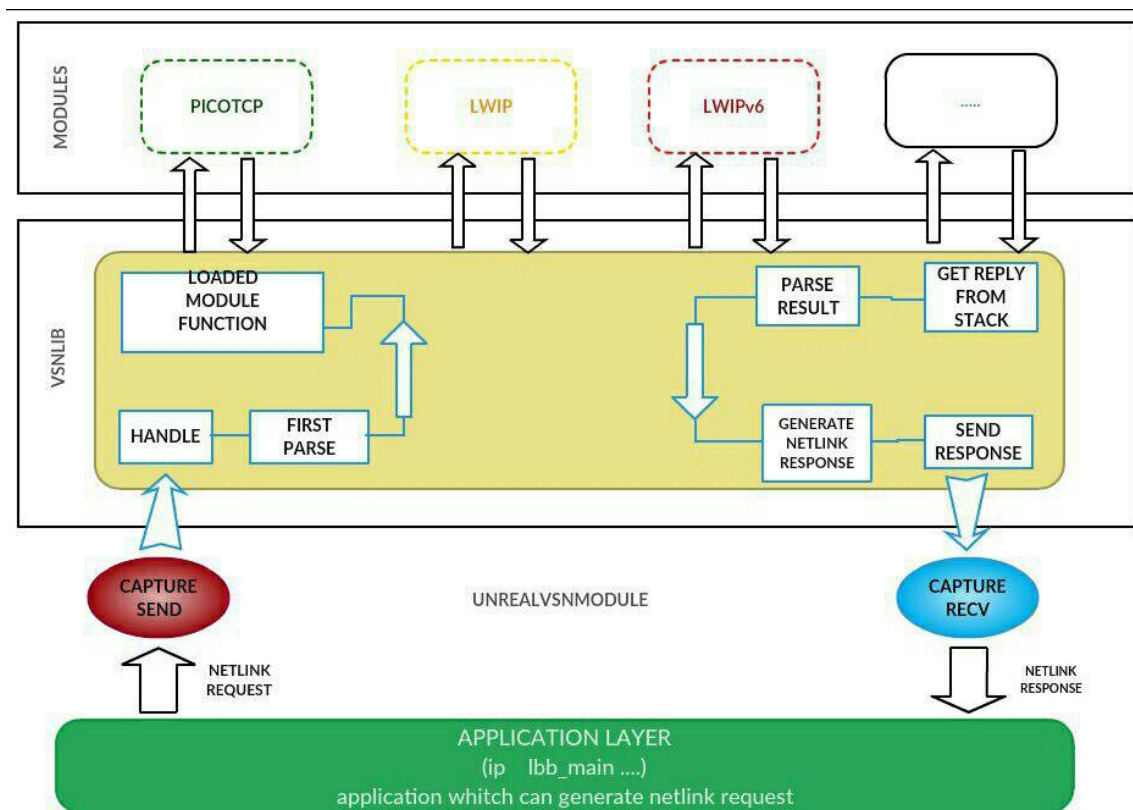 MODULES
PICOTCP
LWIP
LWIPv6
.....
VSNLIB
LOADED
MODULE
FUNCTION
PARSE
RESULT
GET REPLY
FROM
STACK
HANDLE
FIRST
PARSE
GENERATE
NETLINK
RESPONSE
SEND
RESPONSE
CAPTURE
SEND
UNREALVSNMODULE
CAPTURE
RECV
NETLINK
REQUEST
NETLINK
RESPONSE
APPLICATION LAYER
(ip lbb_main ....)
application whitch can generate netlink request